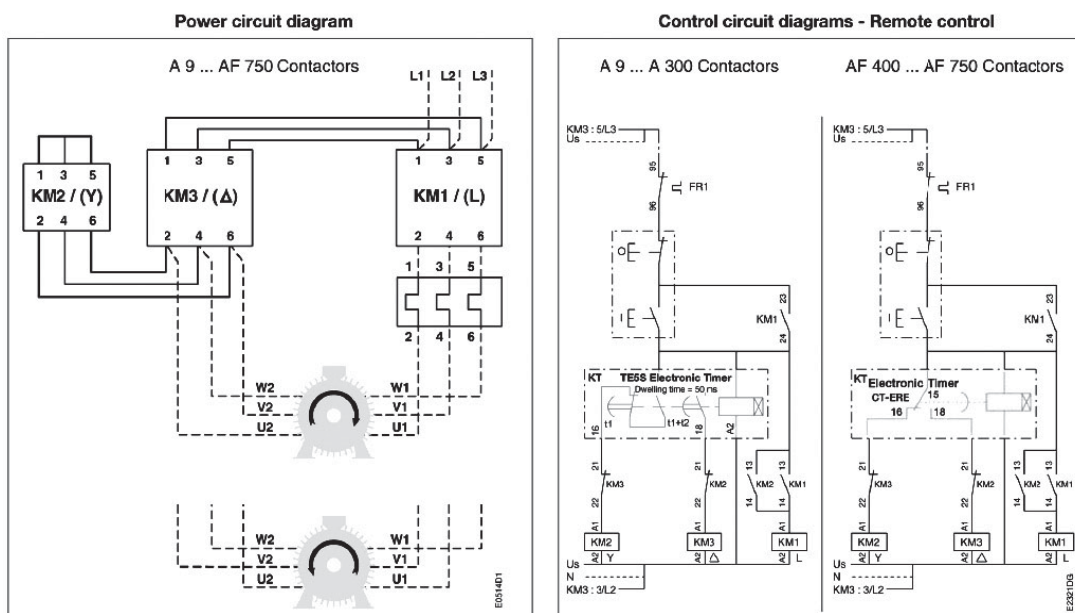 Power circuit diagram
A 9 ... AF 750 Contactors
L1 L2 L3
1 3 5
KM2 / (Y)
2 4 6
1 3 5
KM3 / (Δ)
2 4 6
1 3 5
KM1 / (L)
2 4 6
1 3 5
2 4 6
W2 W1
V2 V1
U2 U1
W2 W1
V2 V1
U2 U1
E0514D1
Control circuit diagrams - Remote control
A 9 ... A 300 Contactors
KM3 : 5/L3
Us
95
FR1
96
O
I
23
KM1
24
KT TE5S Electronic Timer
Dwelling time = 50 ms
t1 t1+t2
16 18 A2
21 21 13 13
KM3 KM2 KM2 KM1
22 22 14 14
A1 A1 A1
KM2 KM3 KM1
A2 Y A2 Δ A2 L
Us
N
KM3 : 3/L2
AF 400 ... AF 750 Contactors
KM3 : 5/L3
Us
95
FR1
96
O
I
23
KM1
24
KT
Electronic Timer
CT-ERE 15
16 18
21 21 13 13
KM3 KM2 KM2 KM1
22 22 14 14
A1 A1 A1
KM2 KM3 KM1
A2 Y A2 Δ A2 L
Us
N
KM3 : 3/L2
E2321DG